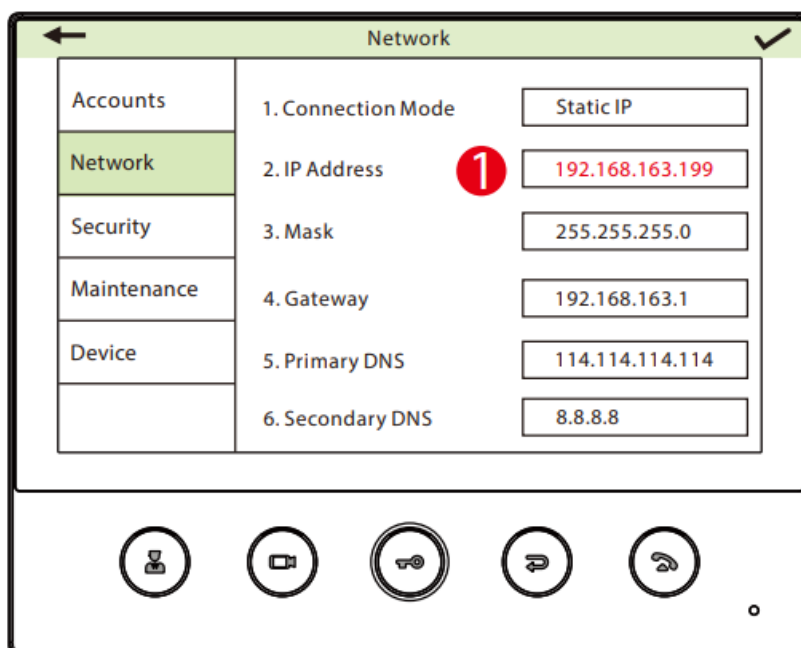 Network
Accounts
Network
Security
Maintenance
Device
1. Connection Mode Static IP
2. IP Address 1 192.168.163.199
3. Mask 255.255.255.0
4. Gateway 192.168.163.1
5. Primary DNS 114.114.114.114
6. Secondary DNS 8.8.8.8